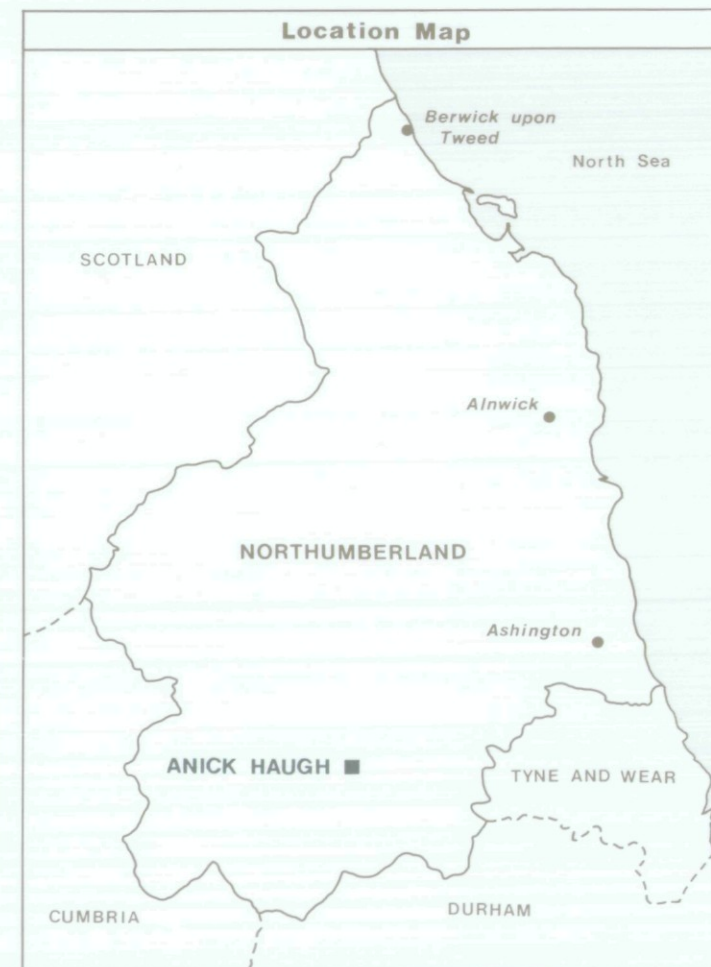 Location Map
Berwick upon
Tweed
North Sea
SCOTLAND
Alnwick
NORTHUMBERLAND
Ashington
ANICK HAUGH
TYNE AND WEAR
CUMBRIA
DURHAM